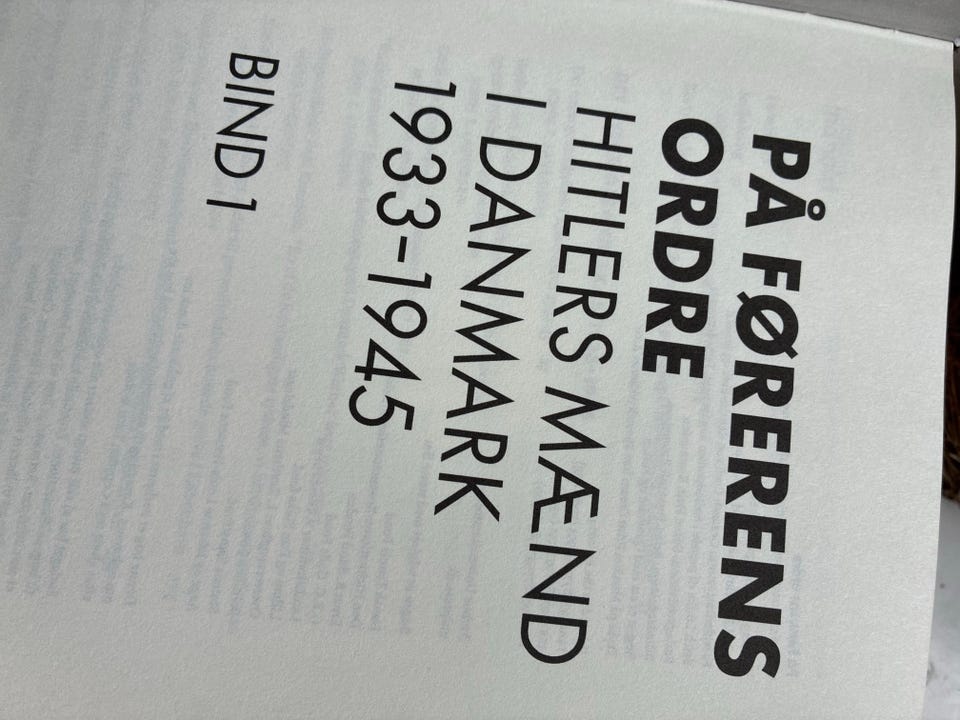 PÅ FØRERENS
ORDRE
HITLERS MÆND
I DANMARK
1933-1945
BIND 1